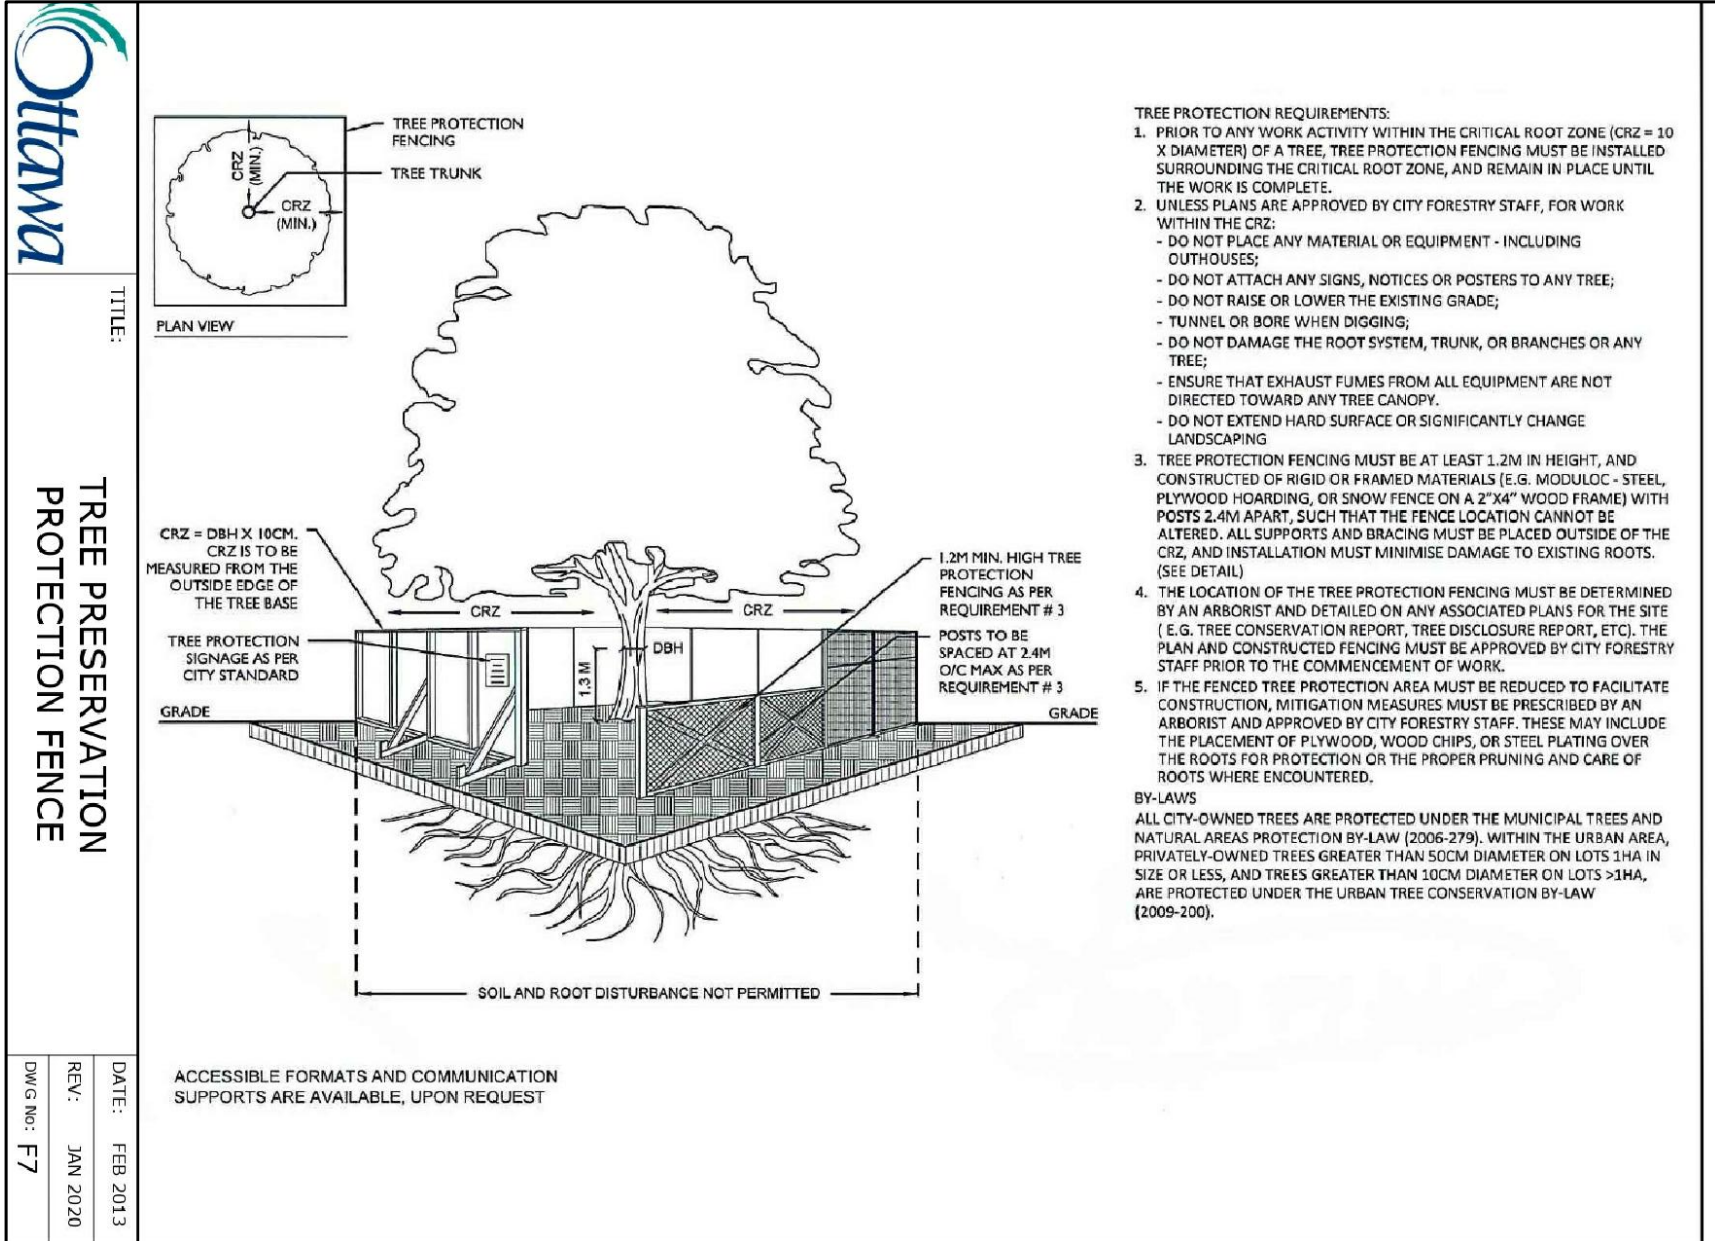 Ottawa
TITLE:
TREE PRESERVATION
PROTECTION FENCE
DATE: FEB 2013
REV: JAN 2020
DWG No: F7
TREE PROTECTION
FENCING
TREE TRUNK
CRZ
(MIN.)
CRZ
(MIN.)
PLAN VIEW
CRZ = DBH X 10CM.
CRZ IS TO BE
MEASURED FROM THE
OUTSIDE EDGE OF
THE TREE BASE
TREE PROTECTION
SIGNAGE AS PER
CITY STANDARD
GRADE
CRZ
CRZ
DBH
1.3 M
1.2M MIN. HIGH TREE
PROTECTION
FENCING AS PER
REQUIREMENT # 3
POSTS TO BE
SPACED AT 2.4M
O/C MAX AS PER
REQUIREMENT # 3
GRADE
SOIL AND ROOT DISTURBANCE NOT PERMITTED
ACCESSIBLE FORMATS AND COMMUNICATION
SUPPORTS ARE AVAILABLE, UPON REQUEST
TREE PROTECTION REQUIREMENTS:
1. PRIOR TO ANY WORK ACTIVITY WITHIN THE CRITICAL ROOT ZONE (CRZ = 10
X DIAMETER) OF A TREE, TREE PROTECTION FENCING MUST BE INSTALLED
SURROUNDING THE CRITICAL ROOT ZONE, AND REMAIN IN PLACE UNTIL
THE WORK IS COMPLETE.
2. UNLESS PLANS ARE APPROVED BY CITY FORESTRY STAFF, FOR WORK
WITHIN THE CRZ:
- DO NOT PLACE ANY MATERIAL OR EQUIPMENT - INCLUDING
OUTHOUSES;
- DO NOT ATTACH ANY SIGNS, NOTICES OR POSTERS TO ANY TREE;
- DO NOT RAISE OR LOWER THE EXISTING GRADE;
- TUNNEL OR BORE WHEN DIGGING;
- DO NOT DAMAGE THE ROOT SYSTEM, TRUNK, OR BRANCHES OR ANY
TREE;
- ENSURE THAT EXHAUST FUMES FROM ALL EQUIPMENT ARE NOT
DIRECTED TOWARD ANY TREE CANOPY.
- DO NOT EXTEND HARD SURFACE OR SIGNIFICANTLY CHANGE
LANDSCAPING
3. TREE PROTECTION FENCING MUST BE AT LEAST 1.2M IN HEIGHT, AND
CONSTRUCTED OF RIGID OR FRAMED MATERIALS (E.G. MODULOC - STEEL,
PLYWOOD HOARDING, OR SNOW FENCE ON A 2"X4" WOOD FRAME) WITH
POSTS 2.4M APART, SUCH THAT THE FENCE LOCATION CANNOT BE
ALTERED. ALL SUPPORTS AND BRACING MUST BE PLACED OUTSIDE OF THE
CRZ, AND INSTALLATION MUST MINIMISE DAMAGE TO EXISTING ROOTS.
(SEE DETAIL)
4. THE LOCATION OF THE TREE PROTECTION FENCING MUST BE DETERMINED
BY AN ARBORIST AND DETAILED ON ANY ASSOCIATED PLANS FOR THE SITE
( E.G. TREE CONSERVATION REPORT, TREE DISCLOSURE REPORT, ETC). THE
PLAN AND CONSTRUCTED FENCING MUST BE APPROVED BY CITY FORESTRY
STAFF PRIOR TO THE COMMENCEMENT OF WORK.
5. IF THE FENCED TREE PROTECTION AREA MUST BE REDUCED TO FACILITATE
CONSTRUCTION, MITIGATION MEASURES MUST BE PRESCRIBED BY AN
ARBORIST AND APPROVED BY CITY FORESTRY STAFF. THESE MAY INCLUDE
THE PLACEMENT OF PLYWOOD, WOOD CHIPS, OR STEEL PLATING OVER
THE ROOTS FOR PROTECTION OR THE PROPER PRUNING AND CARE OF
ROOTS WHERE ENCOUNTERED.
BY-LAWS
ALL CITY-OWNED TREES ARE PROTECTED UNDER THE MUNICIPAL TREES AND
NATURAL AREAS PROTECTION BY-LAW (2006-279). WITHIN THE URBAN AREA,
PRIVATELY-OWNED TREES GREATER THAN 50CM DIAMETER ON LOTS 1HA IN
SIZE OR LESS, AND TREES GREATER THAN 10CM DIAMETER ON LOTS >1HA,
ARE PROTECTED UNDER THE URBAN TREE CONSERVATION BY-LAW
(2009-200).